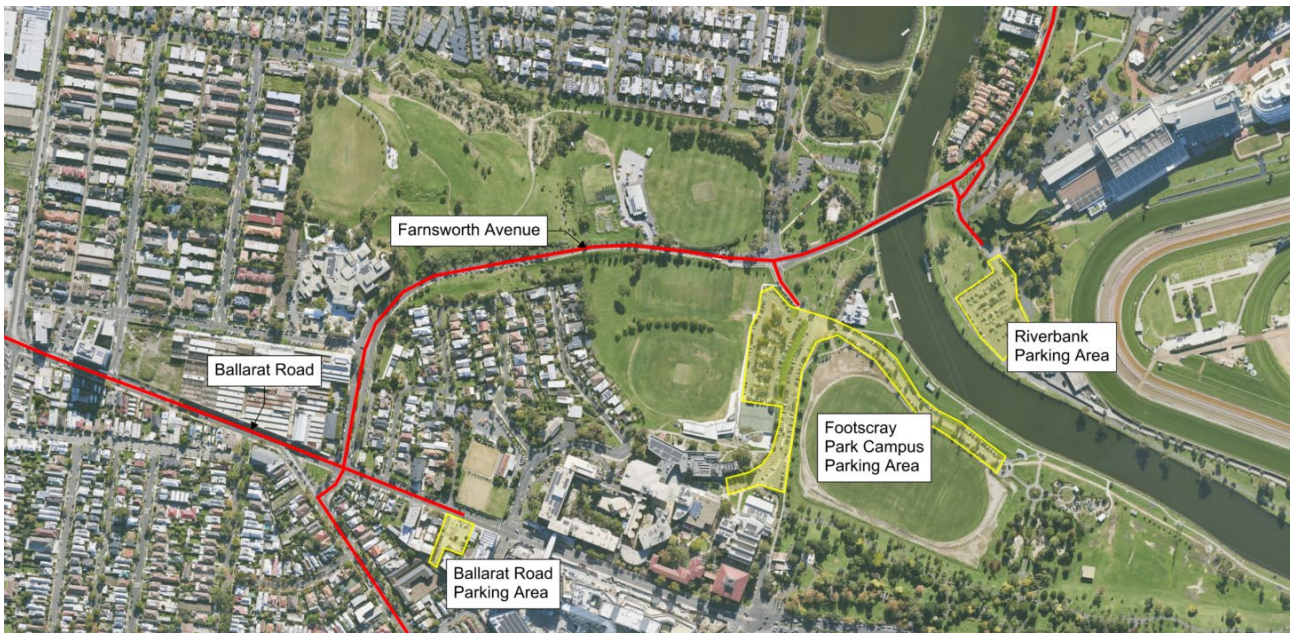 Farnsworth Avenue
Ballarat Road
Riverbank
Parking Area
Footscray
Park Campus
Parking Area
Ballarat Road
Parking Area